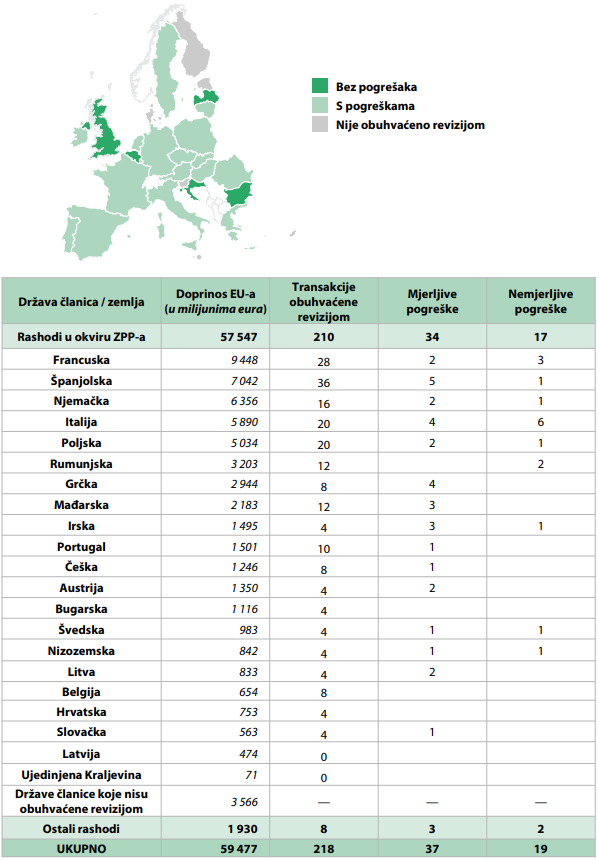 Bez pogrešaka
S pogreškama
Nije obuhvaćeno revizijom
Država članica / zemlja Doprinos EU-a (u milijunima eura) Transakcije obuhvaćene revizijom Mjerljive pogreške Nemjerljive pogreške
Rashodi u okviru ZPP-a 57 547 210 34 17
Francuska 9 448 28 2 3
Španjolska 7 042 36 5 1
Njemačka 6 356 16 2 1
Italija 5 890 20 4 6
Poljska 5 034 20 2 1
Rumunjska 3 203 12 2
Grčka 2 944 8 4
Mađarska 2 183 12 3
Irska 1 495 4 3 1
Portugal 1 501 10 1
Češka 1 246 8 1
Austrija 1 350 4 2
Bugarska 1 116 4
Švedska 983 4 1 1
Nizozemska 842 4 1 1
Litva 833 4 2
Belgija 654 8
Hrvatska 753 4
Slovačka 563 4 1
Latvija 474 0
Ujedinjena Kraljevina 71 0
Države članice koje nisu obuhvaćene revizijom 3 566 — — —
Ostali rashodi 1 930 8 3 2
UKUPNO 59 477 218 37 19